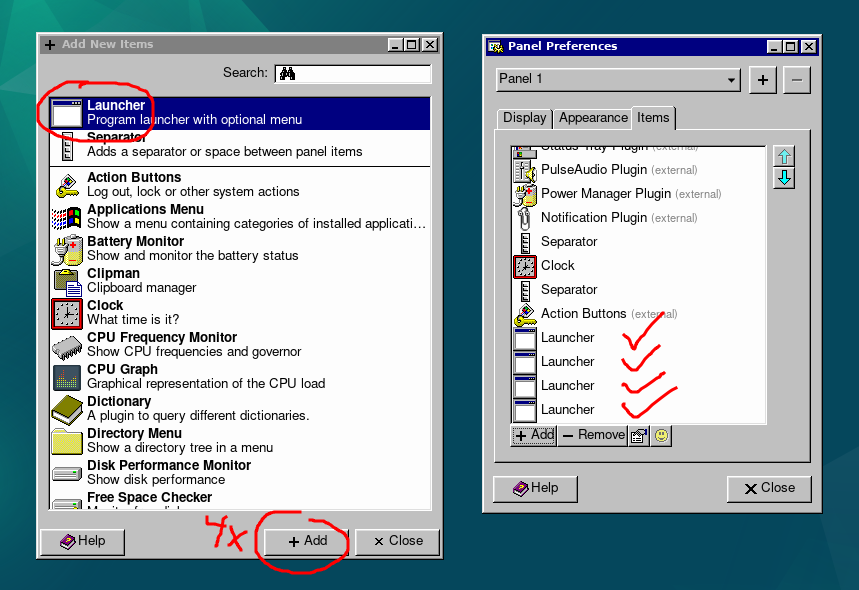 Add New Items
Search:
Launcher
Program launcher with optional menu
Separator
Adds a separator or space between panel items
Action Buttons
Log out, lock or other system actions
Applications Menu
Show a menu containing categories of installed applicati...
Battery Monitor
Show and monitor the battery status
Clipman
Clipboard manager
Clock
What time is it?
CPU Frequency Monitor
Show CPU frequencies and governor
CPU Graph
Graphical representation of the CPU load
Dictionary
A plugin to query different dictionaries.
Directory Menu
Show a directory tree in a menu
Disk Performance Monitor
Show disk performance
Free Space Checker
4x
Help
Add
Close
Panel Preferences
Panel 1
Display Appearance Items
Status Tray Plugin (external)
PulseAudio Plugin (external)
Power Manager Plugin (external)
Notification Plugin (external)
Separator
Clock
Separator
Action Buttons (external)
Launcher
Launcher
Launcher
Launcher
Add Remove
Help
Close